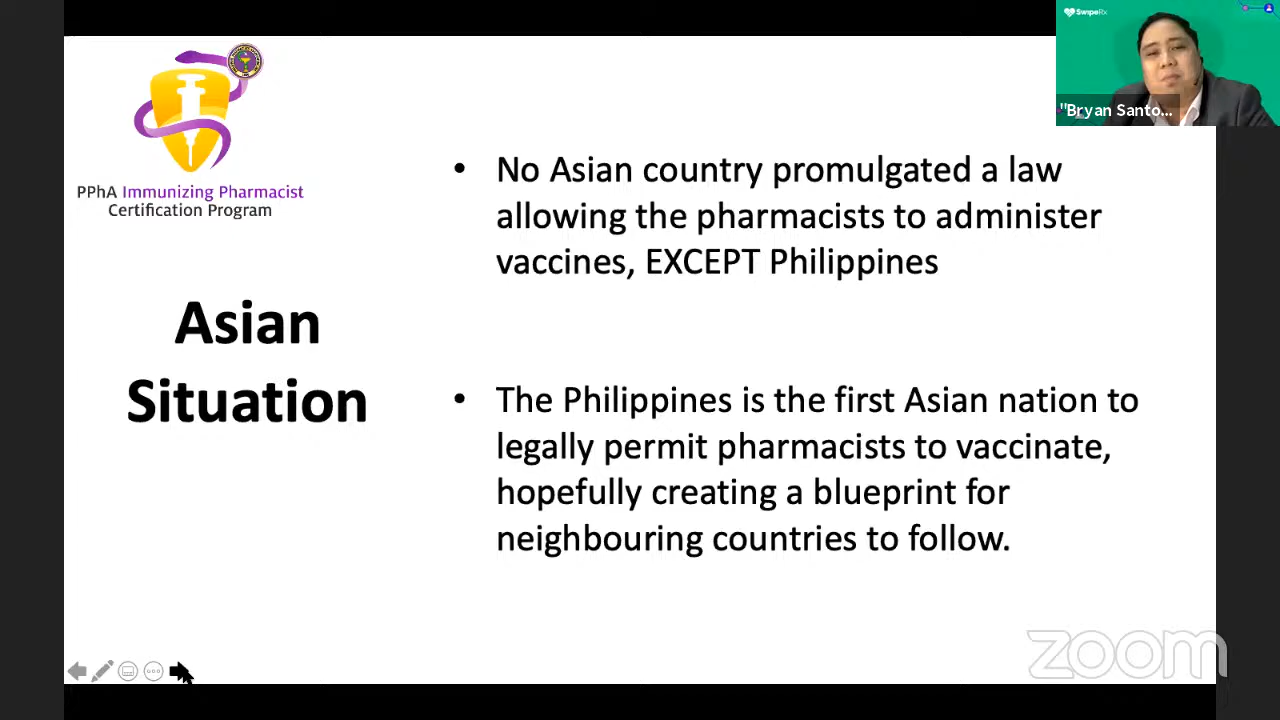 SwipeRx
"Bryan Santo...
PPhA Immunizing Pharmacist
Certification Program
Asian
Situation
• No Asian country promulgated a law
allowing the pharmacists to administer
vaccines, EXCEPT Philippines
• The Philippines is the first Asian nation to
legally permit pharmacists to vaccinate,
hopefully creating a blueprint for
neighbouring countries to follow.
zoom